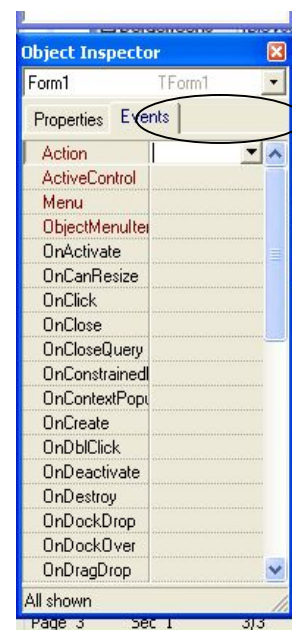 Object Inspector
Form1 TForm1
Properties Events
Action
ActiveControl
Menu
ObjectMenuItei
OnActivate
OnCanResize
OnClick
OnClose
OnCloseQuery
OnConstrainedI
OnContextPopu
OnCreate
OnDblClick
OnDeactivate
OnDestroy
OnDockDrop
OnDockOver
OnDragDrop
All shown
Page 3 Sec 1 3/3